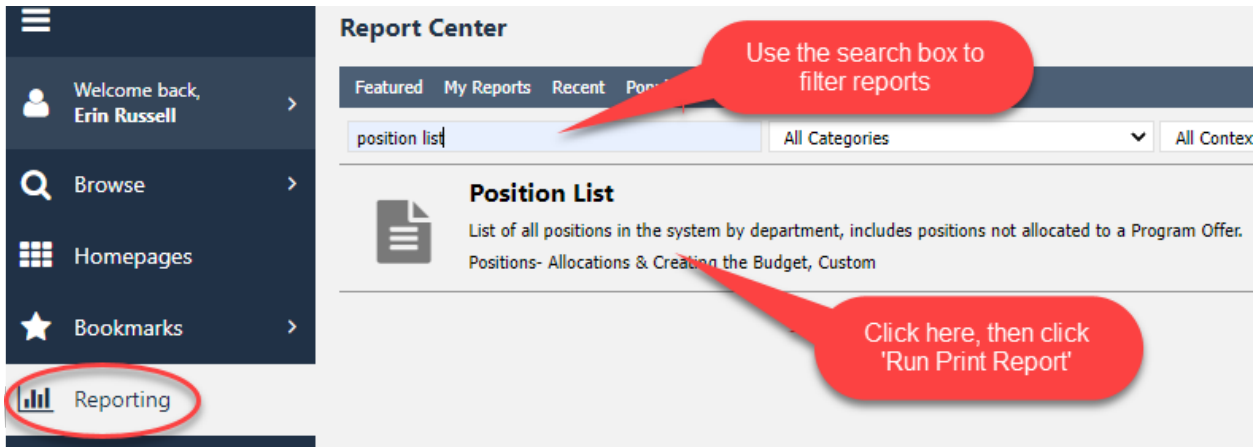 Report Center
Use the search box to
filter reports
Welcome back,
Erin Russell
Featured My Reports Recent
position list
All Categories
All Contex
Browse
Position List
List of all positions in the system by department, includes positions not allocated to a Program Offer.
Homepages
Positions- Allocations & Creating the Budget, Custom
Bookmarks
Click here, then click
'Run Print Report'
Reporting